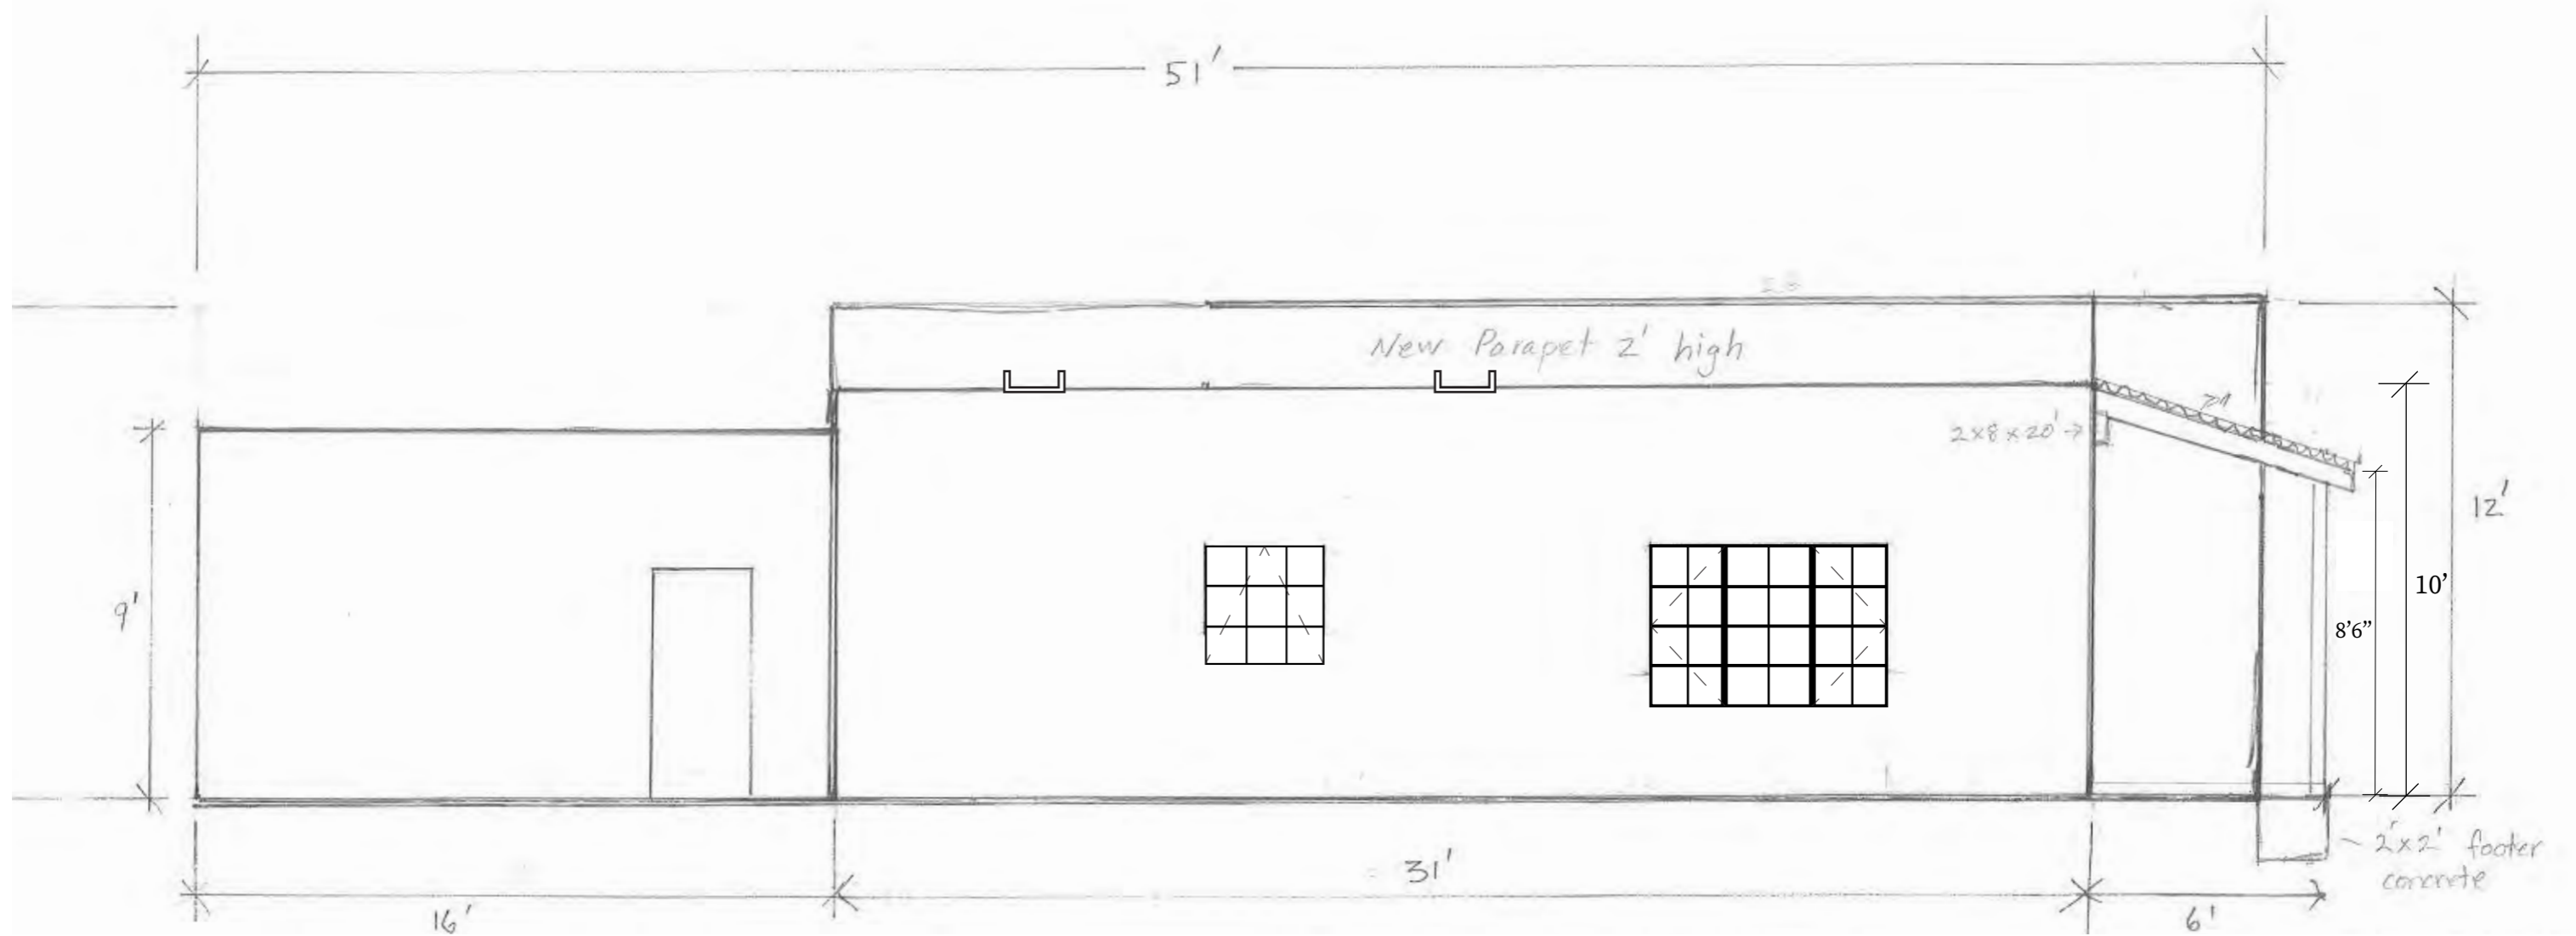 51'
New Parapet 2' high
2x8x20'
12'
10'
8'6"
9'
2'x2' footer
concrete
31'
16'
6'